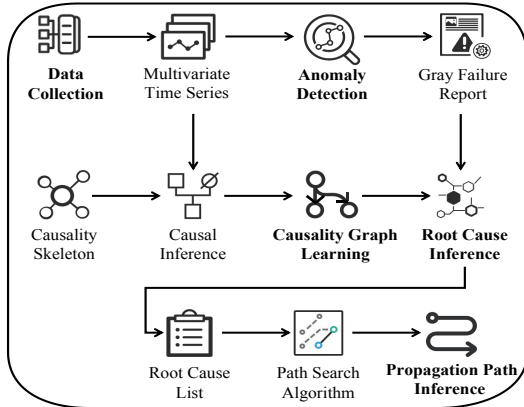 Data
Collection
Multivariate
Time Series
Anomaly
Detection
Gray Failure
Report
Causality
Skeleton
Causal
Inference
Causality Graph
Learning
Root Cause
Inference
Root Cause
List
Path Search
Algorithm
Propagation Path
Inference